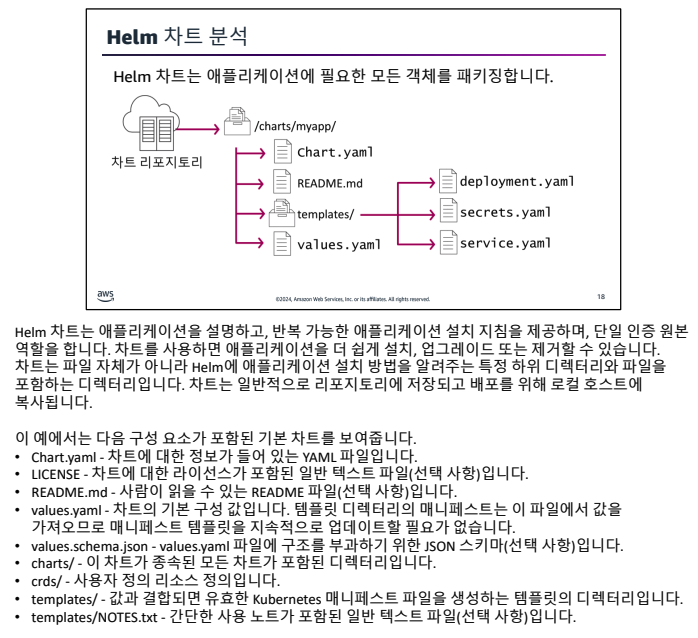 Helm 차트 분석
Helm 차트는 애플리케이션에 필요한 모든 객체를 패키징합니다.
/charts/myapp/
차트 리포지토리
Chart.yaml
README.md
templates/
values.yaml
deployment.yaml
secrets.yaml
service.yaml
aws
©2024, Amazon Web Services, Inc. or its affiliates. All rights reserved.
18
Helm 차트는 애플리케이션을 설명하고, 반복 가능한 애플리케이션 설치 지침을 제공하며, 단일 인증 원본
역할을 합니다. 차트를 사용하면 애플리케이션을 더 쉽게 설치, 업그레이드 또는 제거할 수 있습니다.
차트는 파일 자체가 아니라 Helm에 애플리케이션 설치 방법을 알려주는 특정 하위 디렉터리와 파일을
포함하는 디렉터리입니다. 차트는 일반적으로 리포지토리에 저장되고 배포를 위해 로컬 호스트에
복사됩니다.
이 예에서는 다음 구성 요소가 포함된 기본 차트를 보여줍니다.
• Chart.yaml - 차트에 대한 정보가 들어 있는 YAML 파일입니다.
• LICENSE - 차트에 대한 라이선스가 포함된 일반 텍스트 파일(선택 사항)입니다.
• README.md - 사람이 읽을 수 있는 README 파일(선택 사항)입니다.
• values.yaml - 차트의 기본 구성 값입니다. 템플릿 디렉터리의 매니페스트는 이 파일에서 값을
가져오므로 매니페스트 템플릿을 지속적으로 업데이트할 필요가 없습니다.
• values.schema.json - values.yaml 파일에 구조를 부과하기 위한 JSON 스키마(선택 사항)입니다.
• charts/ - 이 차트가 종속된 모든 차트가 포함된 디렉터리입니다.
• crds/ - 사용자 정의 리소스 정의입니다.
• templates/ - 값과 결합되면 유효한 Kubernetes 매니페스트 파일을 생성하는 템플릿의 디렉터리입니다.
• templates/NOTES.txt - 간단한 사용 노트가 포함된 일반 텍스트 파일(선택 사항)입니다.